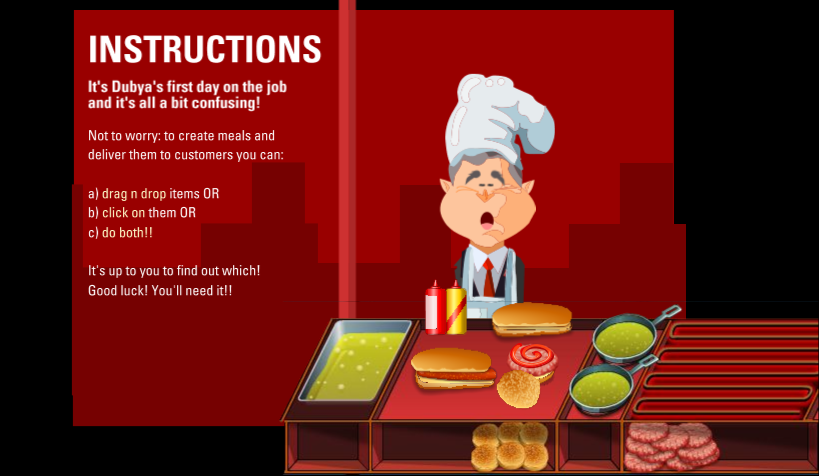 INSTRUCTIONS
It's Dubya's first day on the job
and it's all a bit confusing!
Not to worry: to create meals and
deliver them to customers you can:
a) drag n drop items OR
b) click on them OR
c) do both!!
It's up to you to find out which!
Good luck! You'll need it!!